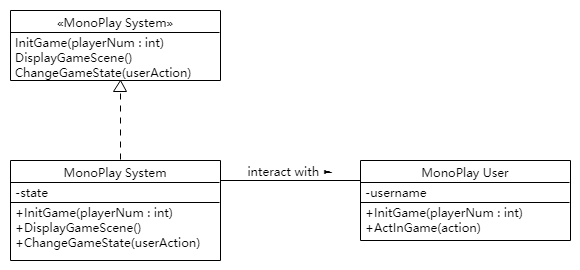 «MonoPlay System»
InitGame(playerNum : int)
DisplayGameScene()
ChangeGameState(userAction)
MonoPlay System
-state
+InitGame(playerNum : int)
+DisplayGameScene()
+ChangeGameState(userAction)
interact with
MonoPlay User
-username
+InitGame(playerNum : int)
+ActInGame(action)